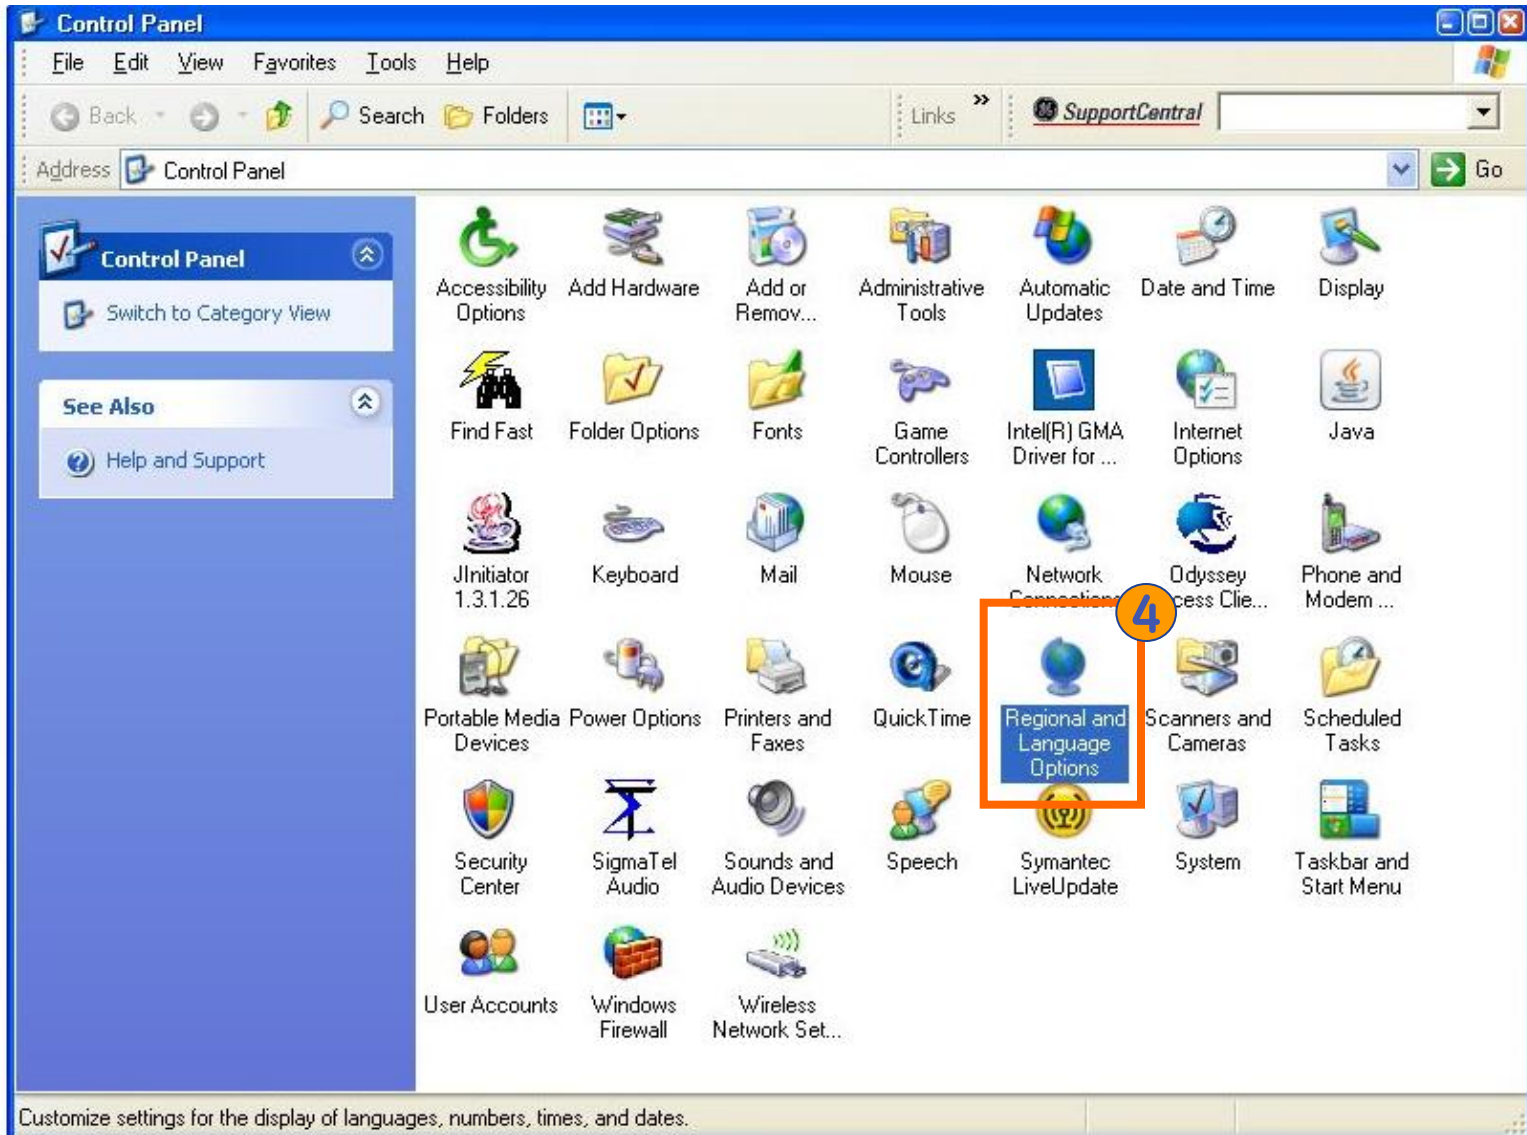 Control Panel
File Edit View Favorites Tools Help
Back Search Folders Links » SupportCentral
Address Control Panel Go
Control Panel
Switch to Category View
See Also
Help and Support
Accessibility
Options
Add Hardware
Add or
Remov...
Administrative
Tools
Automatic
Updates
Date and Time
Display
Find Fast
Folder Options
Fonts
Game
Controllers
Intel(R) GMA
Driver for ...
Internet
Options
Java
JInitiator
1.3.1.26
Keyboard
Mail
Mouse
Network
Connections
Odyssey
cess Clie...
Phone and
Modem ...
4
Portable Media
Devices
Power Options
Printers and
Faxes
QuickTime
Regional and
Language
Options
Scanners and
Cameras
Scheduled
Tasks
Security
Center
SigmaTel
Audio
Sounds and
Audio Devices
Speech
Symantec
LiveUpdate
System
Taskbar and
Start Menu
User Accounts
Windows
Firewall
Wireless
Network Set...
Customize settings for the display of languages, numbers, times, and dates.